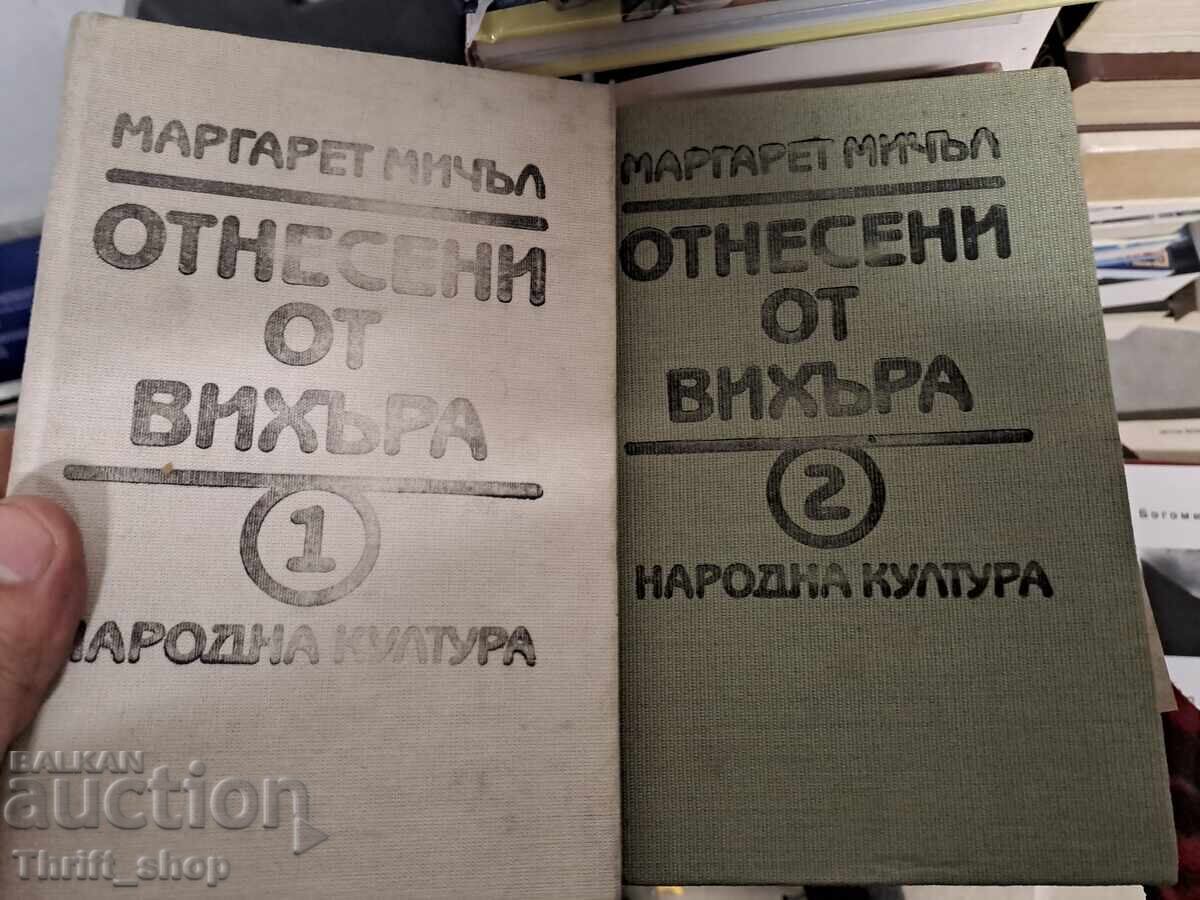 МАРГАРЕТ МИЧЪЛ
ОТНЕСЕНИ
ОТ
ВИХЪРА
1
НАРОДНА КУЛТУРА
МАРГАРЕТ МИЧЪЛ
ОТНЕСЕНИ
ОТ
ВИХЪРА
2
НАРОДНА КУЛТУРА
Богоми
BALKAN
auction
Thrift_shop